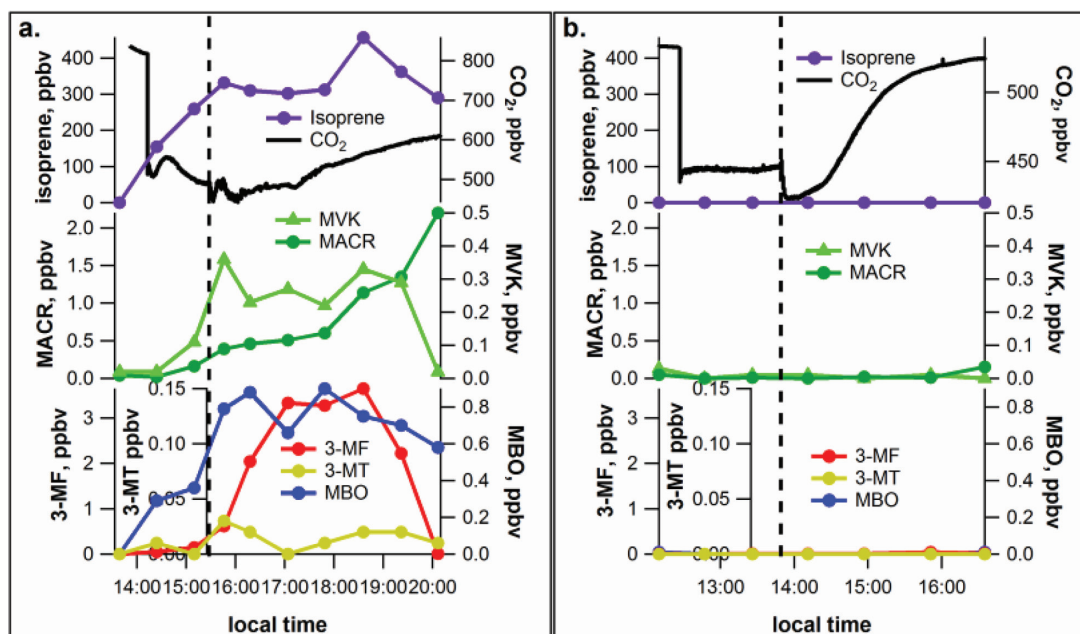 a.
isoprene, ppbv
400
300
200
100
0
Isoprene
CO2
800
700
600
500
CO2, ppbv
MACR, ppbv
2.0
1.5
1.0
0.5
0.0
MVK
MACR
0.5
0.4
0.3
0.2
0.1
0.0
MVK, ppbv
3-MF, ppbv
3
2
1
0
3-MT ppbv
0.15
0.10
0.05
0.00
3-MF
3-MT
MBO
0.8
0.6
0.4
0.2
0.0
MBO, ppbv
14:00 15:00 16:00 17:00 18:00 19:00 20:00
local time
b.
isoprene, ppbv
400
300
200
100
0
Isoprene
CO2
500
450
CO2, ppbv
MACR, ppbv
2.0
1.5
1.0
0.5
0.0
MVK
MACR
0.5
0.4
0.3
0.2
0.1
0.0
MVK, ppbv
3-MF, ppbv
3
2
1
0
3-MT ppbv
0.15
0.10
0.05
0.00
3-MF
3-MT
MBO
0.8
0.6
0.4
0.2
0.0
MBO, ppbv
13:00 14:00 15:00 16:00
local time